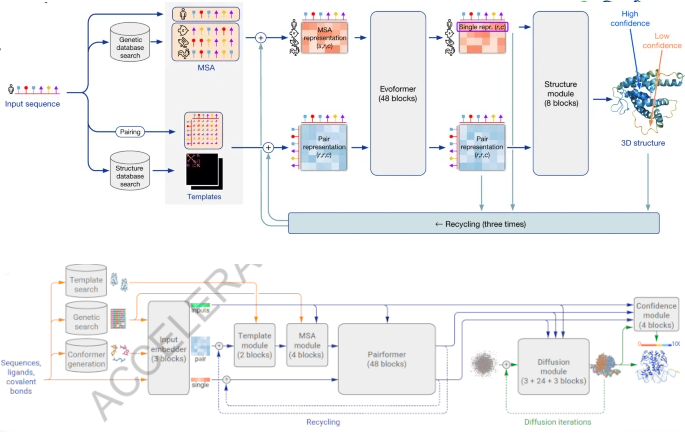 High
confidence
Low
confidence
Genetic
database
search
MSA
MSA
representation
(s,r,c)
Single repr. (r,c)
Input sequence
Evoformer
(48 blocks)
Structure
module
(8 blocks)
3D structure
Pairing
Structure
database
search
Templates
Pair
representation
(r,r,c)
Pair
representation
(r,r,c)
← Recycling (three times)
Template
search
Genetic
search
Conformer
generation
Sequences,
ligands,
covalent
bonds
Input
embedder
(3 blocks)
inputs
pair
single
Template
module
(2 blocks)
MSA
module
(4 blocks)
Pairformer
(48 blocks)
Diffusion
module
(3 + 24 + 3 blocks)
Confidence
module
(4 blocks)
0
100
Recycling
Diffusion iterations
ACCELERA